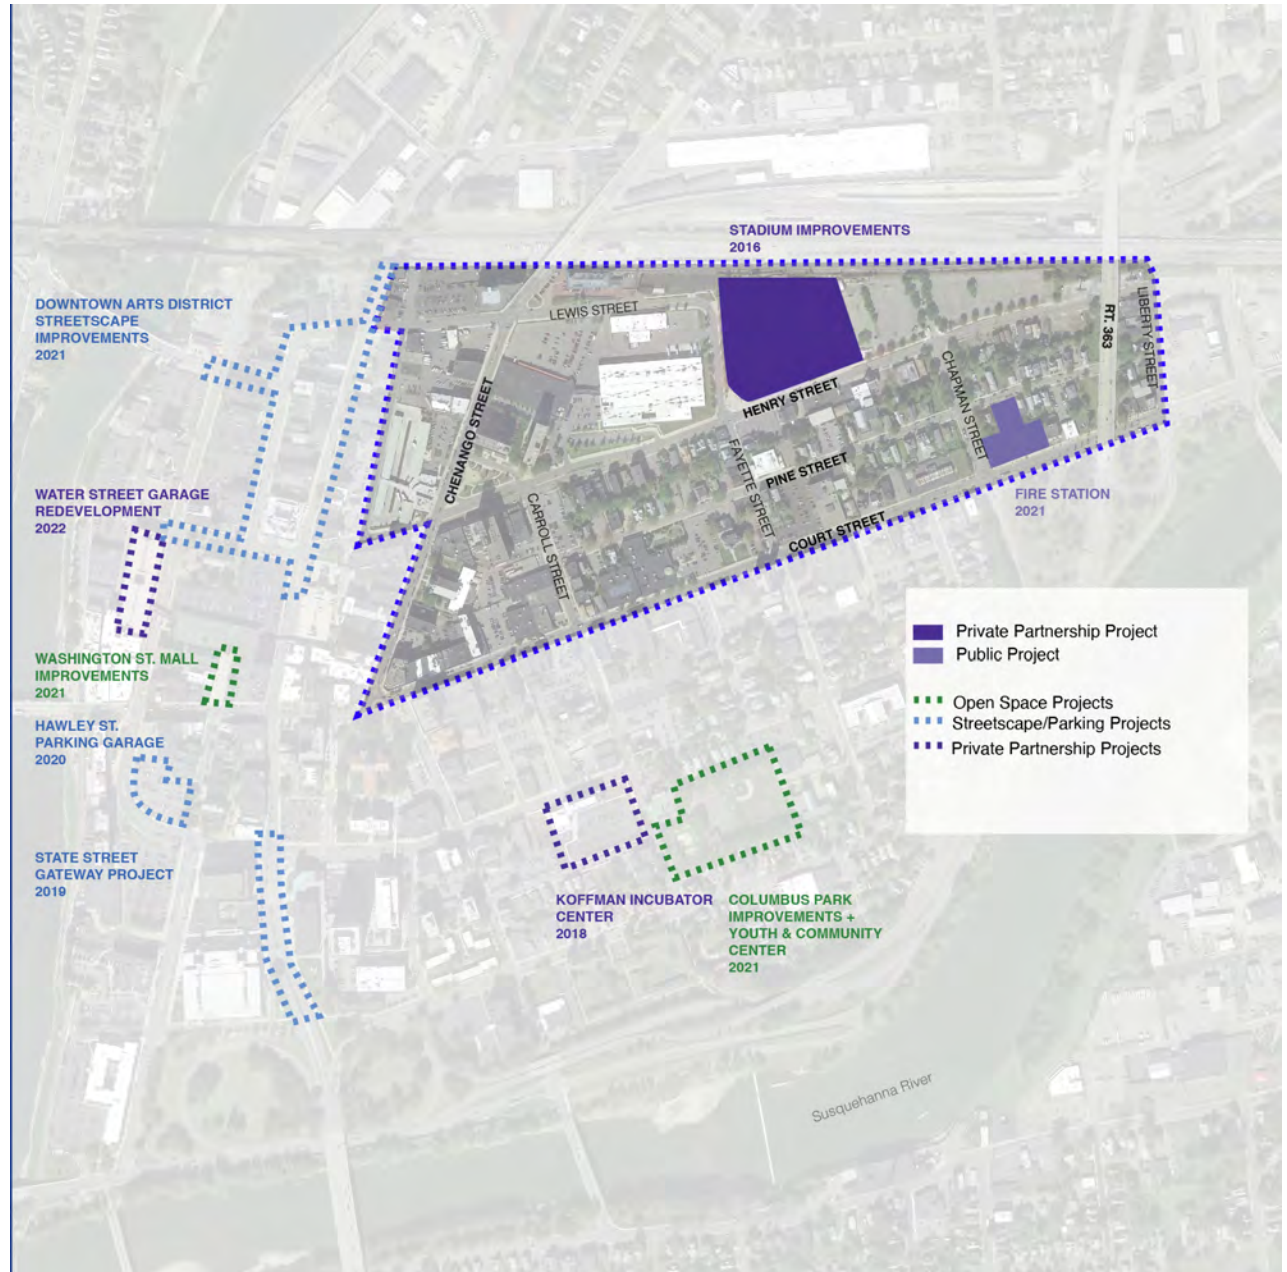 STADIUM IMPROVEMENTS
2016
DOWNTOWN ARTS DISTRICT
STREETSCAPE
IMPROVEMENTS
2021
LEWIS STREET
RT. 363
LIBERTY STREET
CHENANGO STREET
HENRY STREET
CHAPMAN STREET
FAYETTE STREET
PINE STREET
CARROLL STREET
COURT STREET
WATER STREET GARAGE
REDEVELOPMENT
2022
FIRE STATION
2021
Private Partnership Project
Public Project
Open Space Projects
Streetscape/Parking Projects
Private Partnership Projects
WASHINGTON ST. MALL
IMPROVEMENTS
2021
HAWLEY ST.
PARKING GARAGE
2020
STATE STREET
GATEWAY PROJECT
2019
KOFFMAN INCUBATOR
CENTER
2018
COLUMBUS PARK
IMPROVEMENTS +
YOUTH & COMMUNITY
CENTER
2021
Susquehanna River